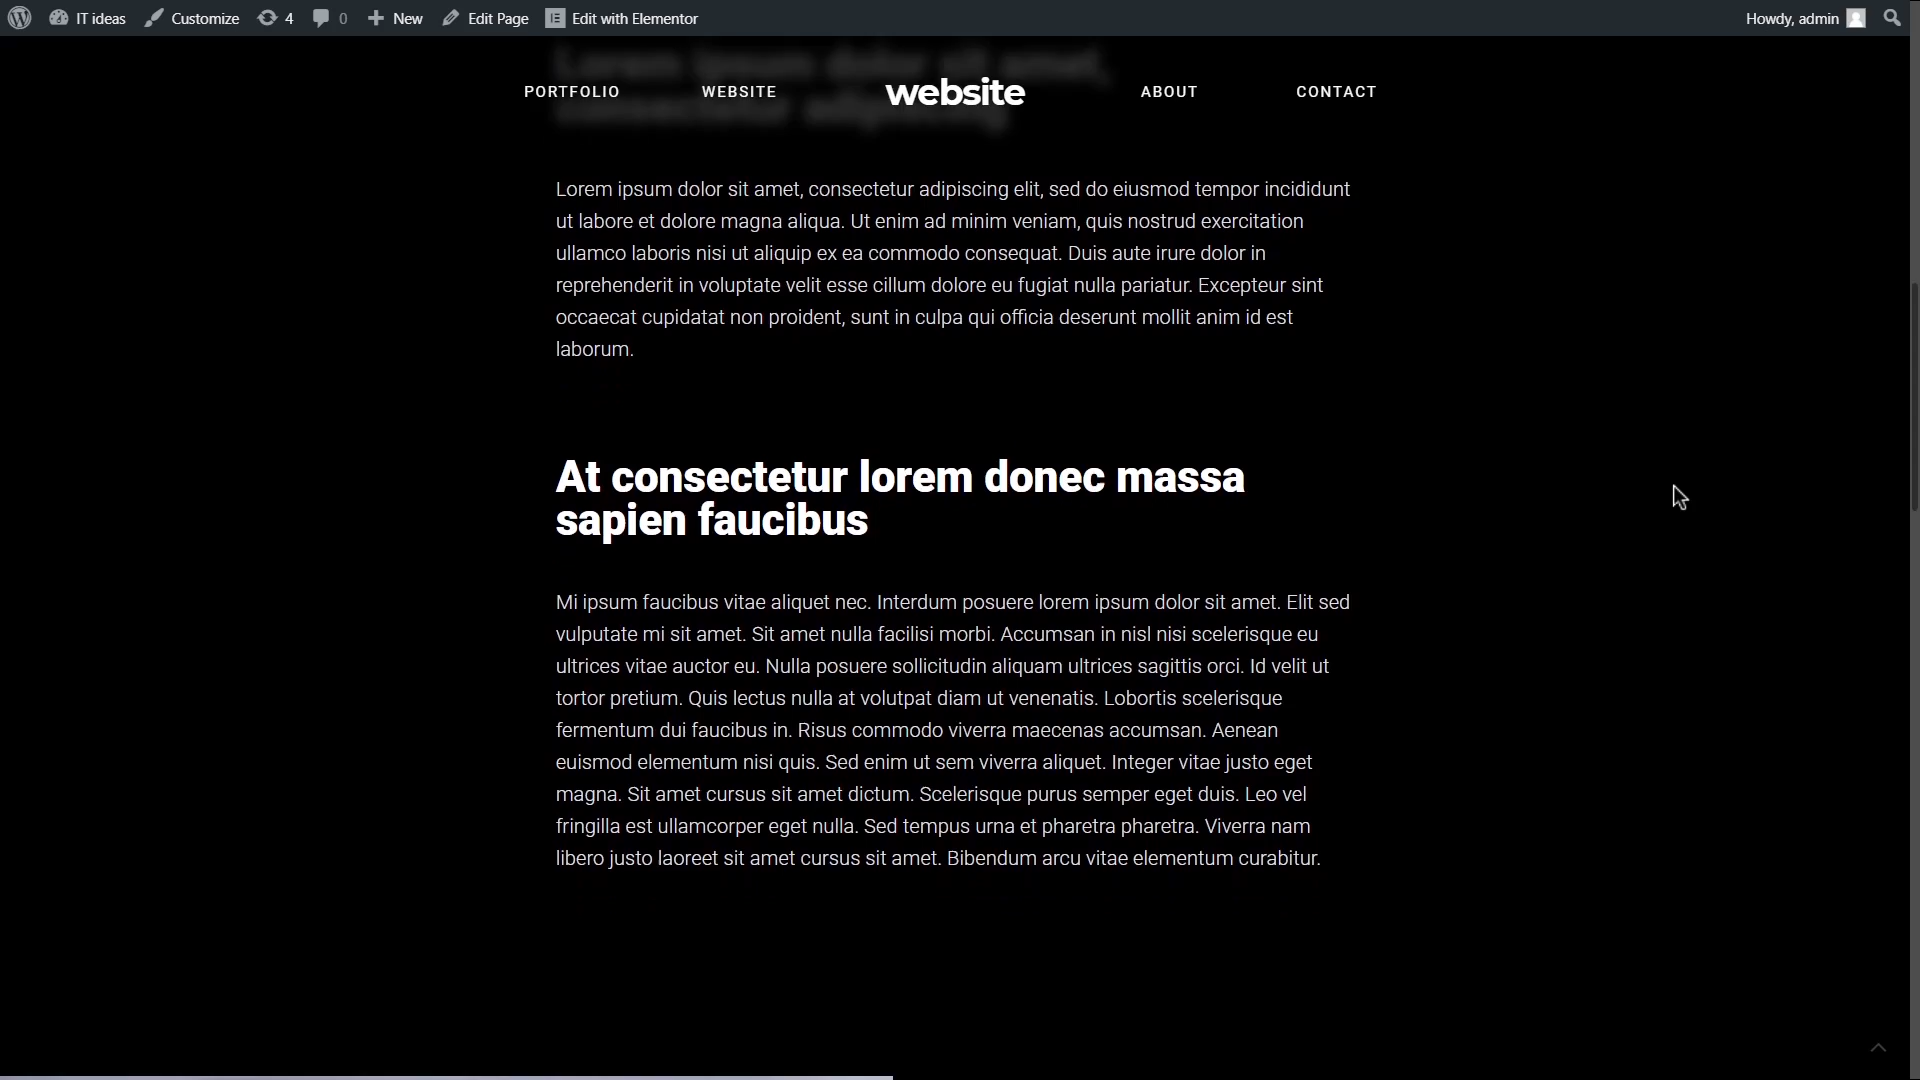 IT ideas Customize 4 0 New Edit Page Edit with Elementor Howdy, admin
Lorem ipsum dolor sit amet,
consectetur adipiscing
PORTFOLIO WEBSITE website ABOUT CONTACT
Lorem ipsum dolor sit amet, consectetur adipiscing elit, sed do eiusmod tempor incididunt
ut labore et dolore magna aliqua. Ut enim ad minim veniam, quis nostrud exercitation
ullamco laboris nisi ut aliquip ex ea commodo consequat. Duis aute irure dolor in
reprehenderit in voluptate velit esse cillum dolore eu fugiat nulla pariatur. Excepteur sint
occaecat cupidatat non proident, sunt in culpa qui officia deserunt mollit anim id est
laborum.
At consectetur lorem donec massa
sapien faucibus
Mi ipsum faucibus vitae aliquet nec. Interdum posuere lorem ipsum dolor sit amet. Elit sed
vulputate mi sit amet. Sit amet nulla facilisi morbi. Accumsan in nisl nisi scelerisque eu
ultrices vitae auctor eu. Nulla posuere sollicitudin aliquam ultrices sagittis orci. Id velit ut
tortor pretium. Quis lectus nulla at volutpat diam ut venenatis. Lobortis scelerisque
fermentum dui faucibus in. Risus commodo viverra maecenas accumsan. Aenean
euismod elementum nisi quis. Sed enim ut sem viverra aliquet. Integer vitae justo eget
magna. Sit amet cursus sit amet dictum. Scelerisque purus semper eget duis. Leo vel
fringilla est ullamcorper eget nulla. Sed tempus urna et pharetra pharetra. Viverra nam
libero justo laoreet sit amet cursus sit amet. Bibendum arcu vitae elementum curabitur.